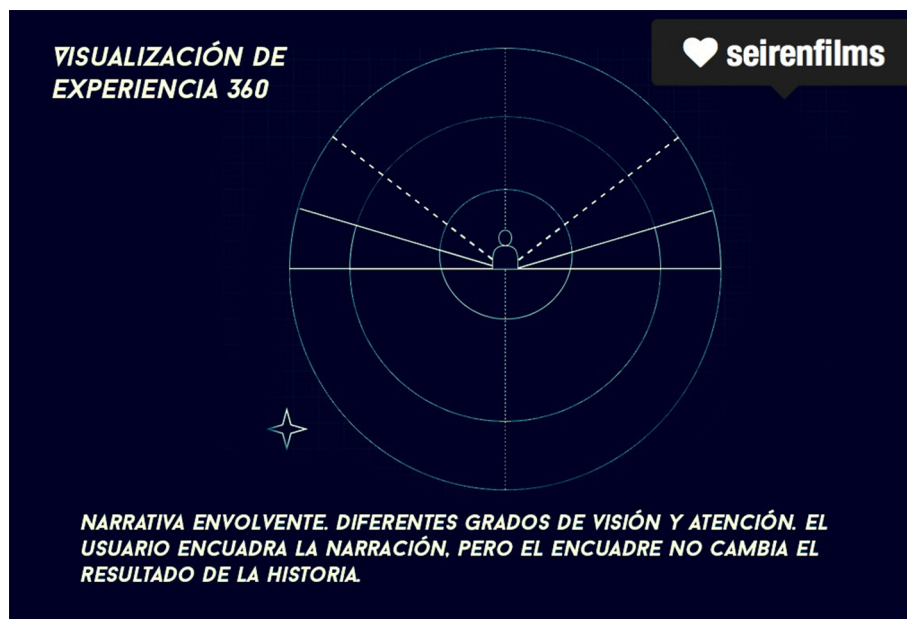 VISUALIZACIÓN DE
EXPERIENCIA 360
seirenfilms
NARRATIVA ENVOLVENTE. DIFERENTES GRADOS DE VISIÓN Y ATENCIÓN. EL
USUARIO ENCUADRA LA NARRACIÓN, PERO EL ENCUADRE NO CAMBIA EL
RESULTADO DE LA HISTORIA.